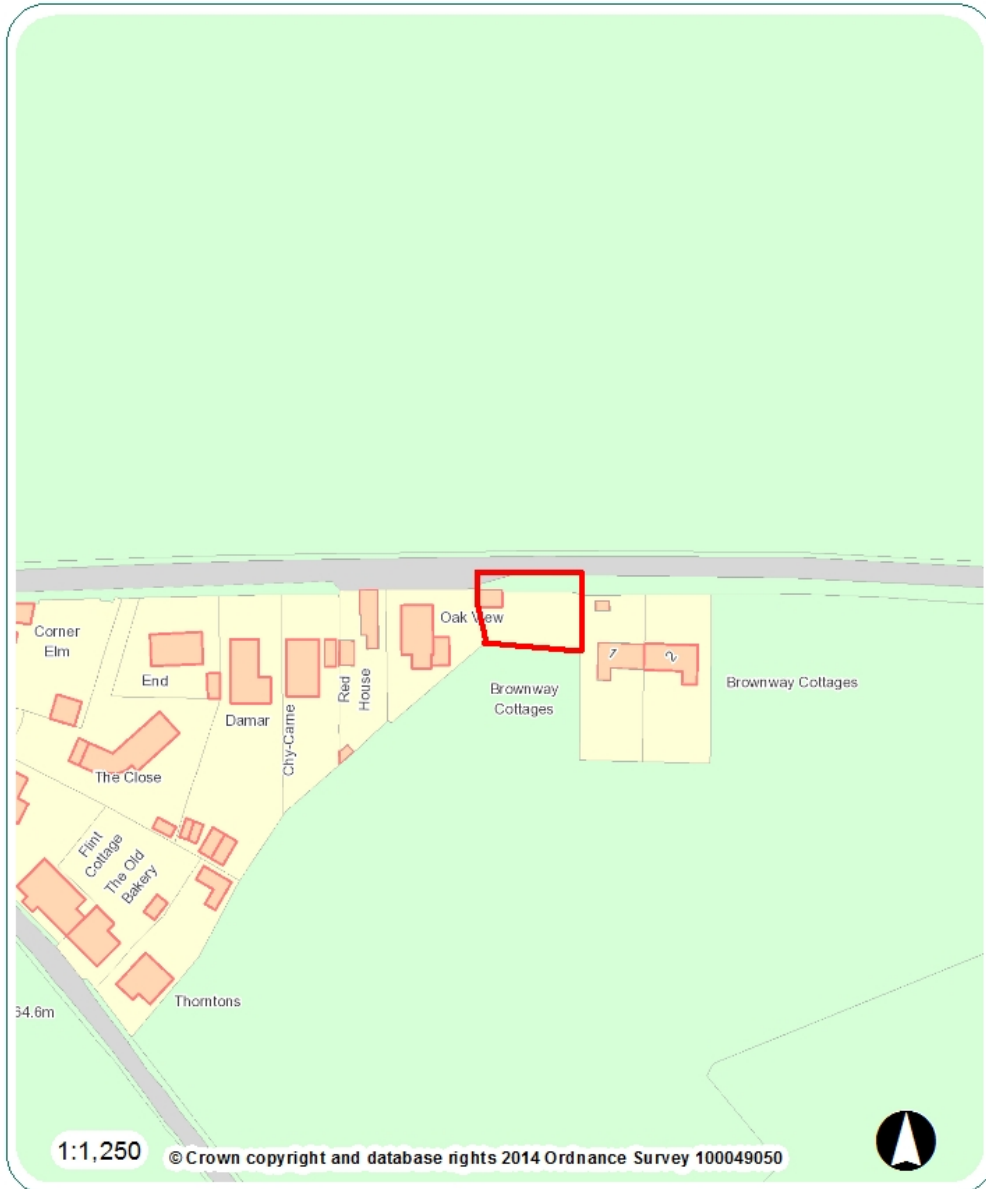 Corner
Elm
End
Damar
Chy-Carne
Red
House
Oak View
1
2
Brownway
Cottages
Brownway Cottages
The Close
Flint
Cottage
The Old
Bakery
Thorntons
64.6m
1:1,250
© Crown copyright and database rights 2014 Ordnance Survey 100049050